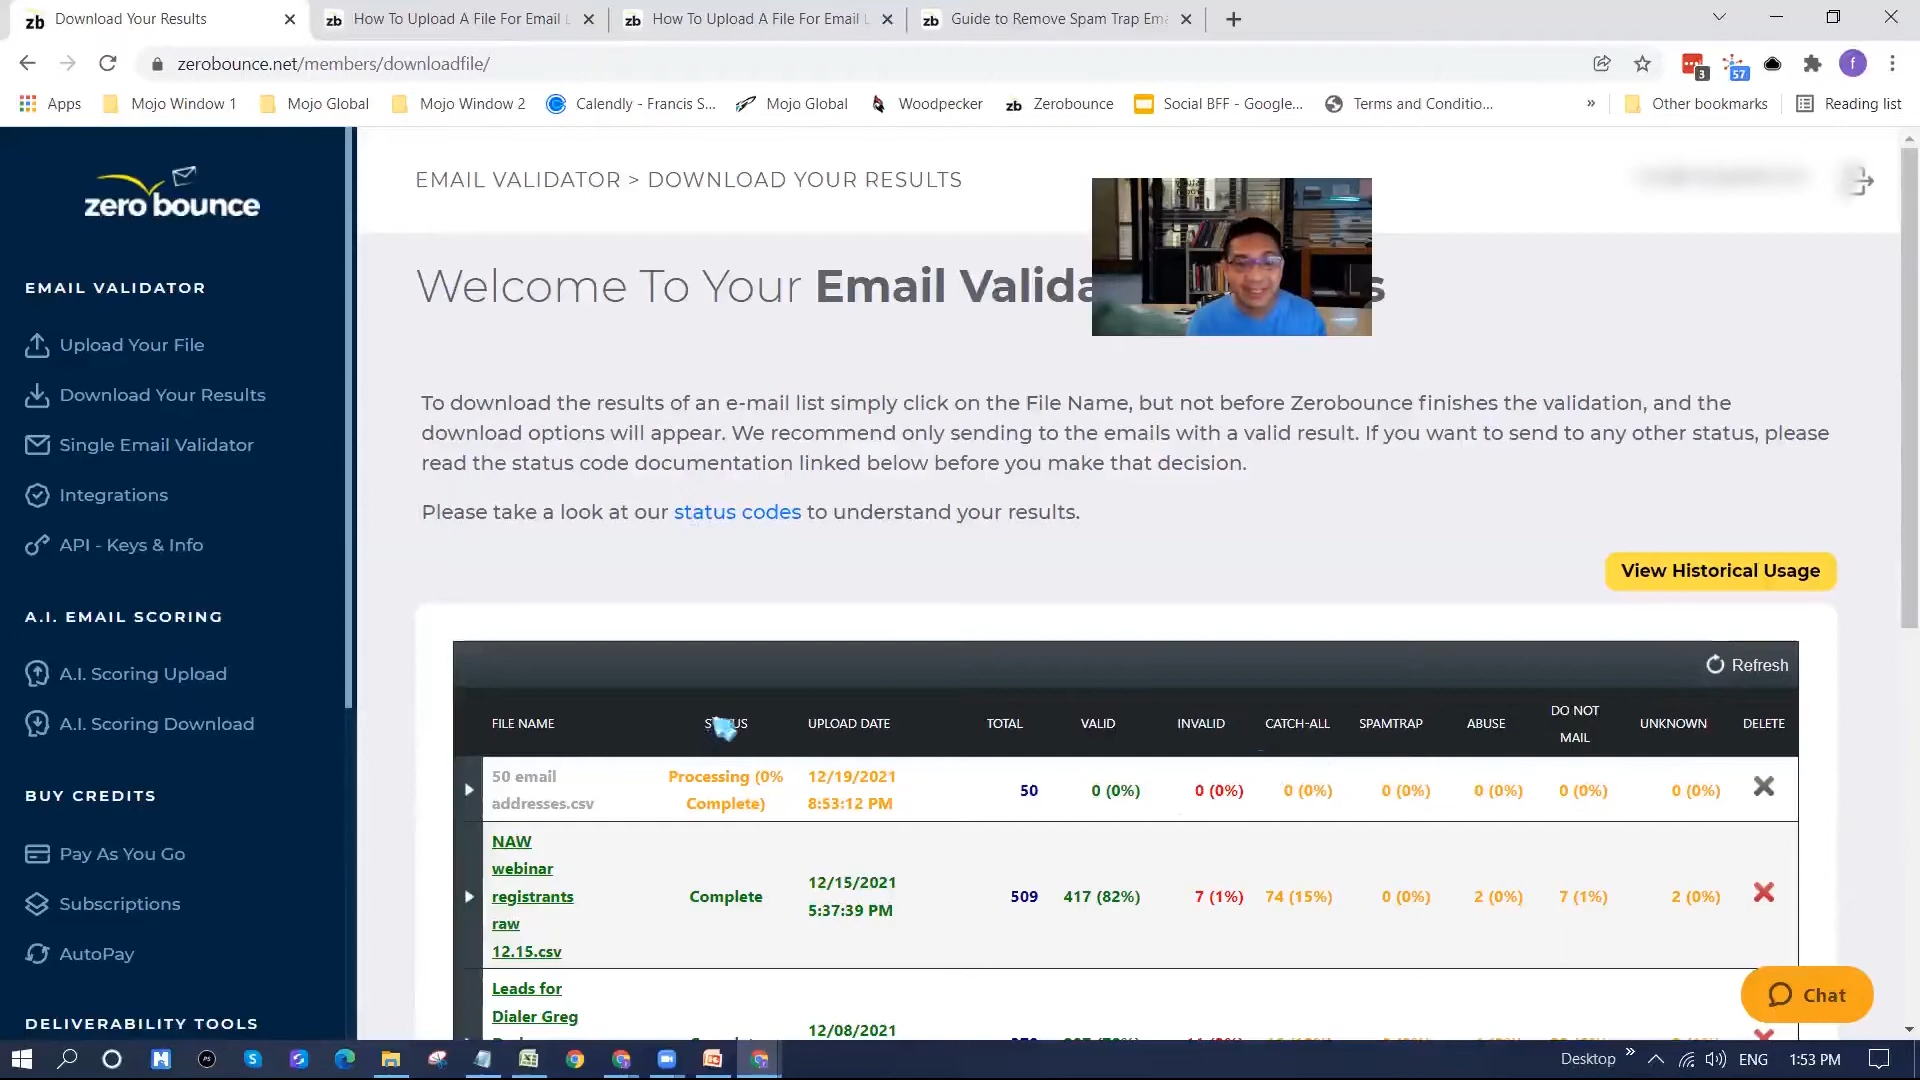 Download Your Results
How To Upload A File For Email L
How To Upload A File For Email L
Guide to Remove Spam Trap Ema
zerobounce.net/members/downloadfile/
3
57
f
Apps
Mojo Window 1
Mojo Global
Mojo Window 2
Calendly - Francis S...
Mojo Global
Woodpecker
Zerobounce
Social BFF - Google...
Terms and Conditio...
»
Other bookmarks
Reading list
zero bounce
EMAIL VALIDATOR
Upload Your File
Download Your Results
Single Email Validator
Integrations
API - Keys & Info
A.I. EMAIL SCORING
A.I. Scoring Upload
A.I. Scoring Download
BUY CREDITS
Pay As You Go
Subscriptions
AutoPay
DELIVERABILITY TOOLS
EMAIL VALIDATOR > DOWNLOAD YOUR RESULTS
Welcome To Your Email Valida s
To download the results of an e-mail list simply click on the File Name, but not before Zerobounce finishes the validation, and the
download options will appear. We recommend only sending to the emails with a valid result. If you want to send to any other status, please
read the status code documentation linked below before you make that decision.
Please take a look at our status codes to understand your results.
View Historical Usage
Refresh
FILE NAME STATUS UPLOAD DATE TOTAL VALID INVALID CATCH-ALL SPAMTRAP ABUSE DO NOT MAIL UNKNOWN DELETE
50 email
addresses.csv
Processing (0%
Complete)
12/19/2021
8:53:12 PM
50 0 (0%) 0 (0%) 0 (0%) 0 (0%) 0 (0%) 0 (0%) 0 (0%)
NAW
webinar
registrants
raw
12.15.csv
Complete
12/15/2021
5:37:39 PM
509 417 (82%) 7 (1%) 74 (15%) 0 (0%) 2 (0%) 7 (1%) 2 (0%)
Leads for
Dialer Greg
12/08/2021
Chat
Desktop
»
ENG
1:53 PM